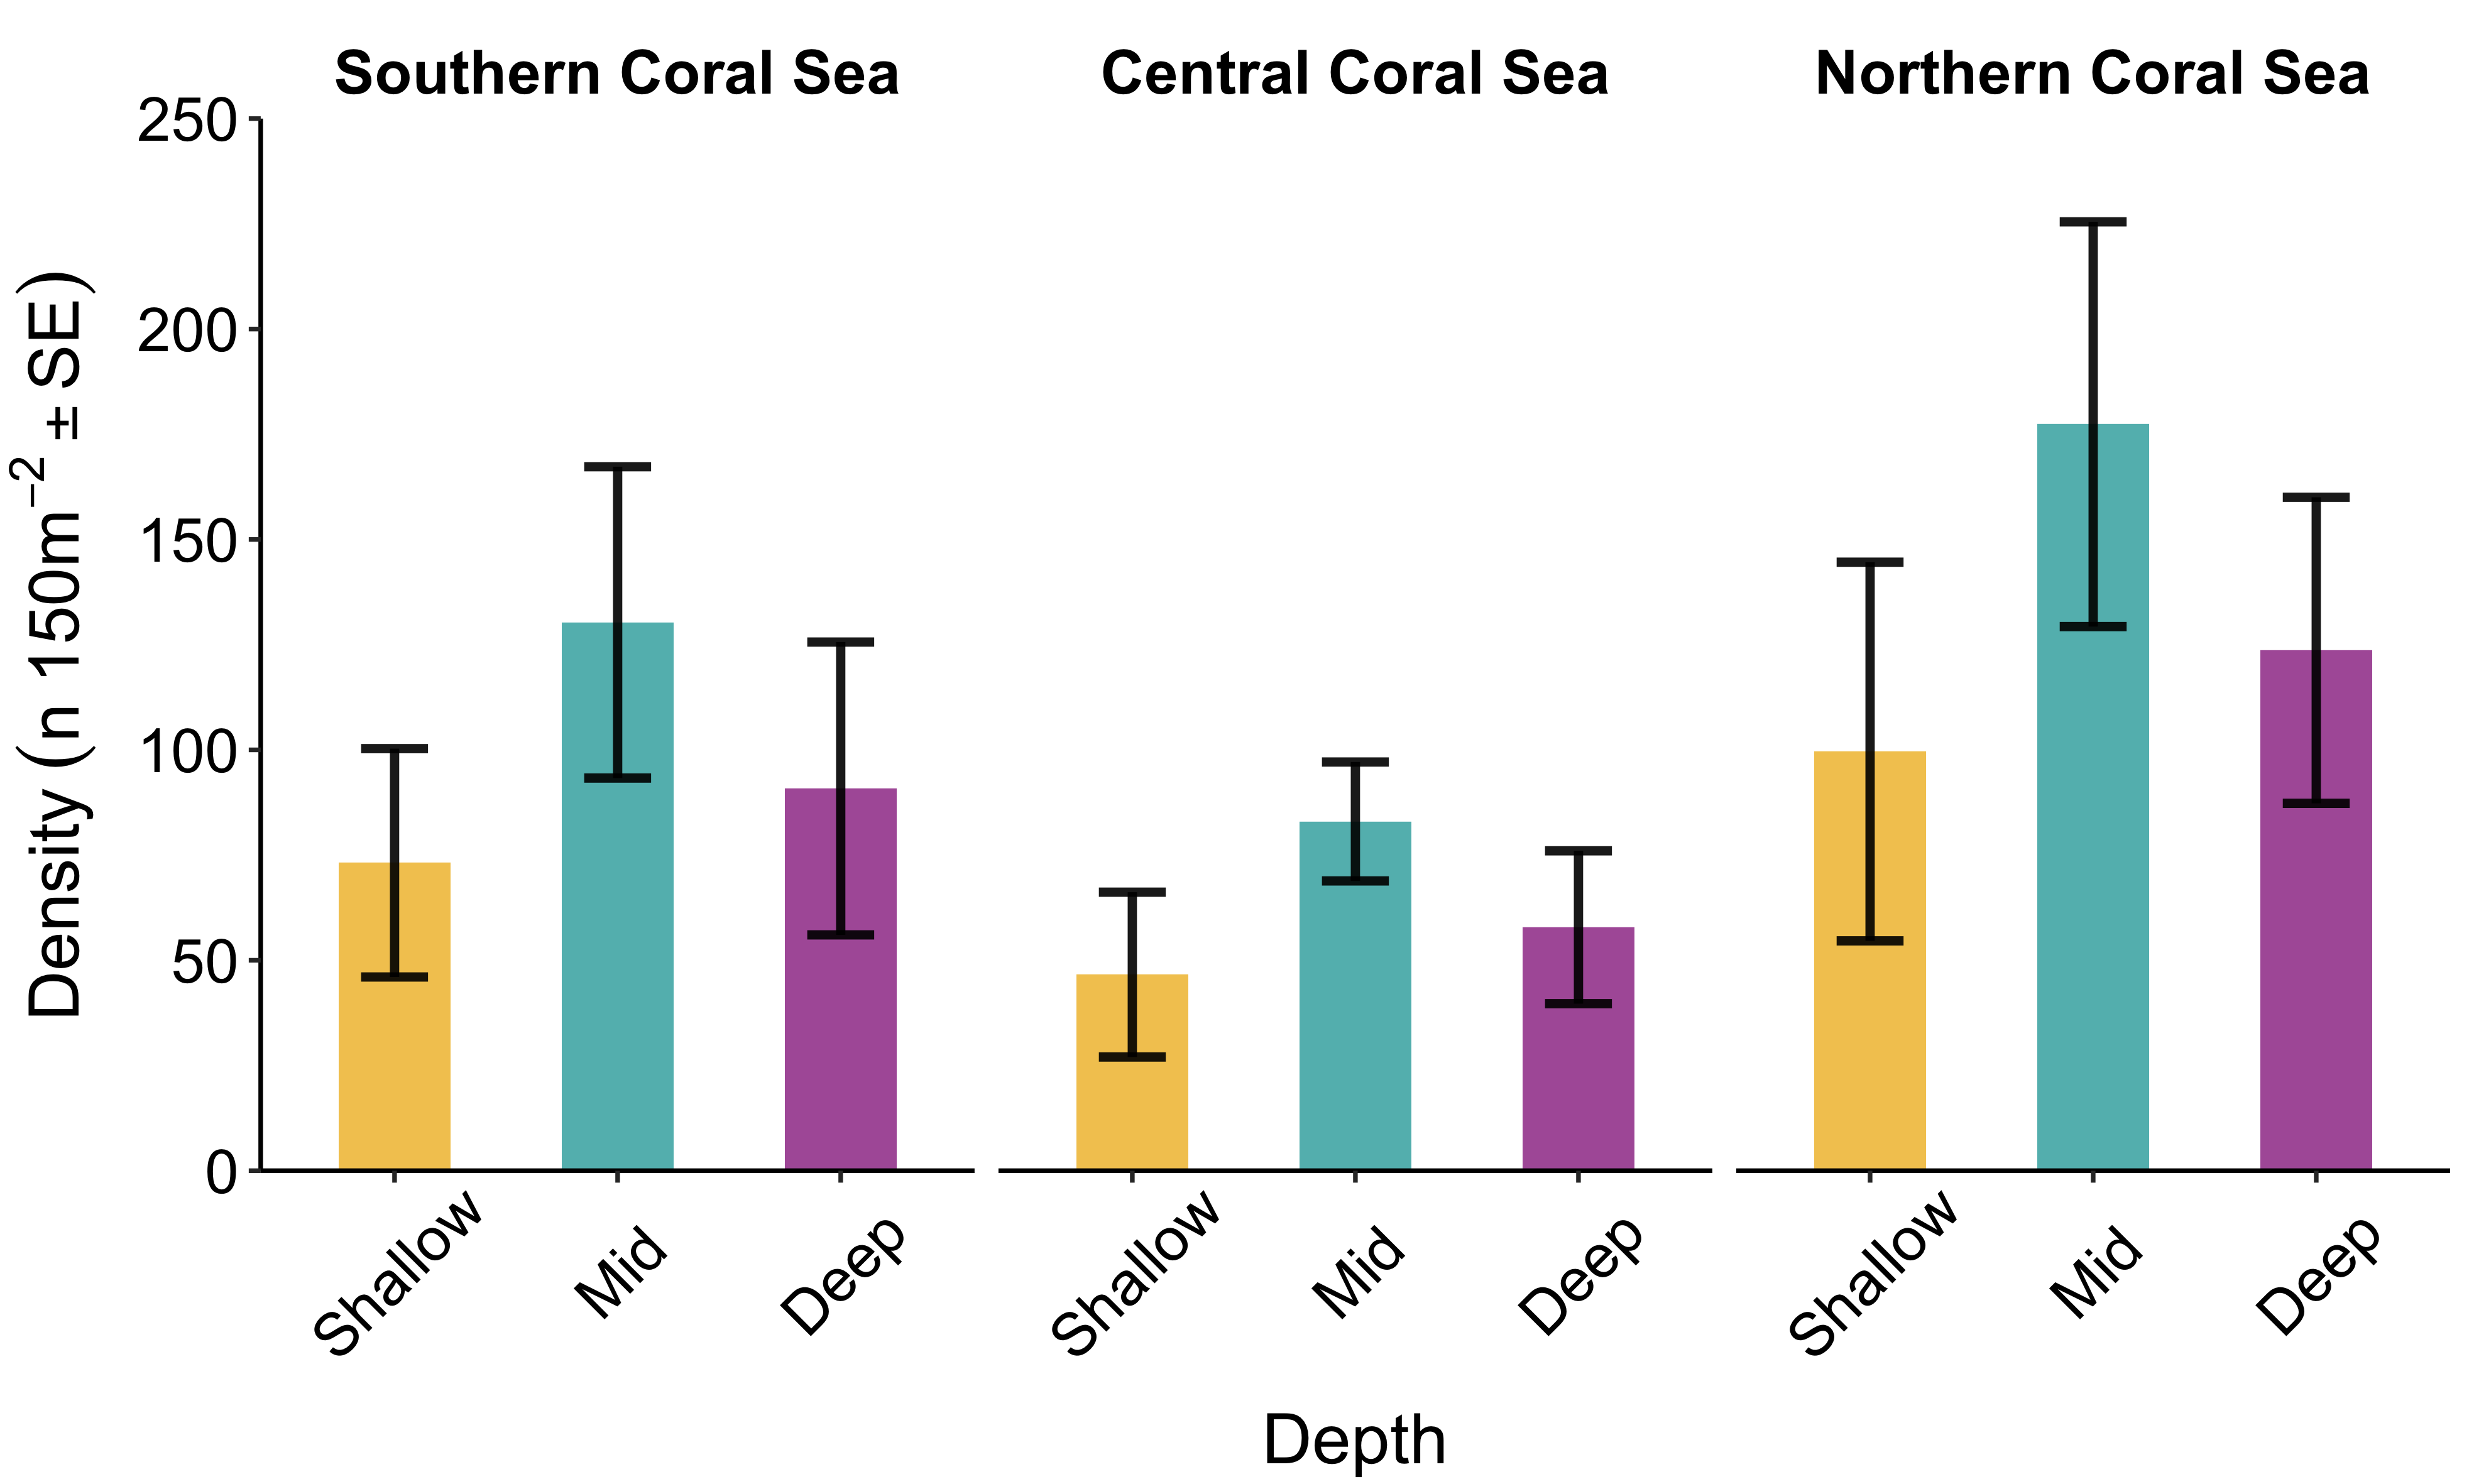 Southern Coral Sea
Central Coral Sea
Northern Coral Sea
Density (n 150m⁻² ± SE)
250
200
150
100
50
0
Shallow
Mid
Deep
Shallow
Mid
Deep
Shallow
Mid
Deep
Depth